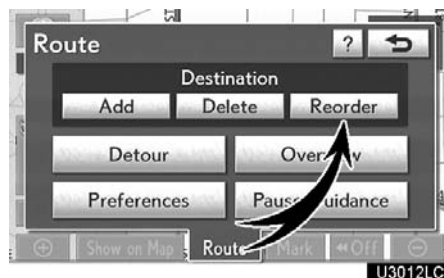 Route ?
Destination
Add Delete Reorder
Detour Overview
Preferences Pause Guidance
Show on Map Route Mark Off
U3012LC